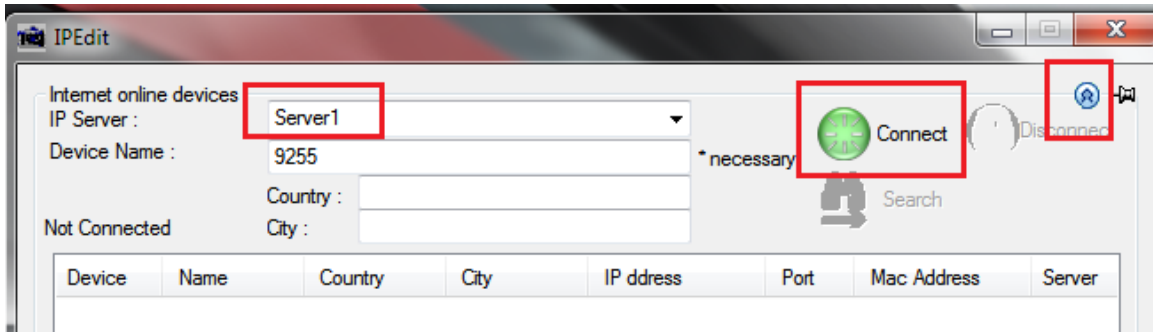 IPEdit
Internet online devices
IP Server :
Server1
Connect
Disconnect
Device Name :
9255
* necessary
Country :
Search
Not Connected
City :
Device Name Country City IP ddress Port Mac Address Server